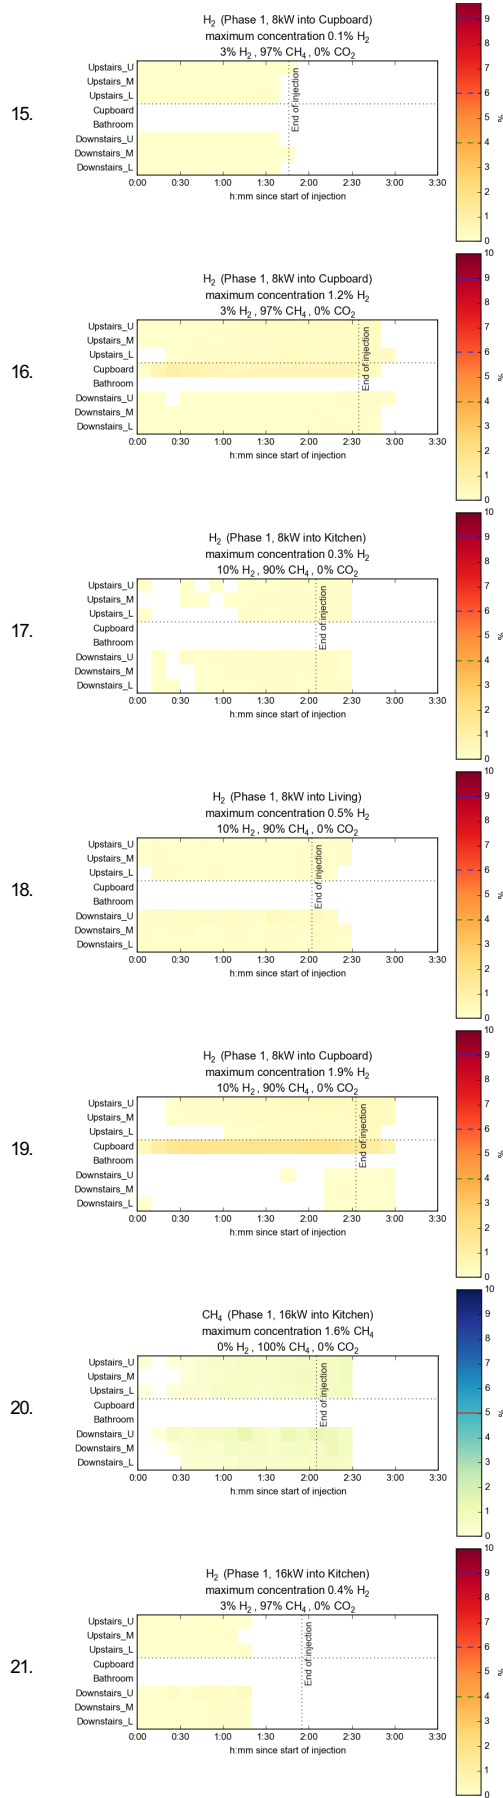 H2 (Phase 1, 8kW into Cupboard)
maximum concentration 0.1% H2
3% H2 , 97% CH4 , 0% CO2
15.
Upstairs_U
Upstairs_M
Upstairs_L
Cupboard
Bathroom
Downstairs_U
Downstairs_M
Downstairs_L
End of injection
0:00 0:30 1:00 1:30 2:00 2:30 3:00 3:30
h:mm since start of injection
9
8
7
6
5
4
3
2
1
0
%
H2 (Phase 1, 8kW into Cupboard)
maximum concentration 1.2% H2
3% H2 , 97% CH4 , 0% CO2
16.
Upstairs_U
Upstairs_M
Upstairs_L
Cupboard
Bathroom
Downstairs_U
Downstairs_M
Downstairs_L
End of injection
0:00 0:30 1:00 1:30 2:00 2:30 3:00 3:30
h:mm since start of injection
10
9
8
7
6
5
4
3
2
1
0
%
H2 (Phase 1, 8kW into Kitchen)
maximum concentration 0.3% H2
10% H2 , 90% CH4 , 0% CO2
17.
Upstairs_U
Upstairs_M
Upstairs_L
Cupboard
Bathroom
Downstairs_U
Downstairs_M
Downstairs_L
End of injection
0:00 0:30 1:00 1:30 2:00 2:30 3:00 3:30
h:mm since start of injection
10
9
8
7
6
5
4
3
2
1
0
%
H2 (Phase 1, 8kW into Living)
maximum concentration 0.5% H2
10% H2 , 90% CH4 , 0% CO2
18.
Upstairs_U
Upstairs_M
Upstairs_L
Cupboard
Bathroom
Downstairs_U
Downstairs_M
Downstairs_L
End of injection
0:00 0:30 1:00 1:30 2:00 2:30 3:00 3:30
h:mm since start of injection
10
9
8
7
6
5
4
3
2
1
0
%
H2 (Phase 1, 8kW into Cupboard)
maximum concentration 1.9% H2
10% H2 , 90% CH4 , 0% CO2
19.
Upstairs_U
Upstairs_M
Upstairs_L
Cupboard
Bathroom
Downstairs_U
Downstairs_M
Downstairs_L
End of injection
0:00 0:30 1:00 1:30 2:00 2:30 3:00 3:30
h:mm since start of injection
10
9
8
7
6
5
4
3
2
1
0
%
CH4 (Phase 1, 16kW into Kitchen)
maximum concentration 1.6% CH4
0% H2 , 100% CH4 , 0% CO2
20.
Upstairs_U
Upstairs_M
Upstairs_L
Cupboard
Bathroom
Downstairs_U
Downstairs_M
Downstairs_L
End of injection
0:00 0:30 1:00 1:30 2:00 2:30 3:00 3:30
h:mm since start of injection
10
9
8
7
6
5
4
3
2
1
0
%
H2 (Phase 1, 16kW into Kitchen)
maximum concentration 0.4% H2
3% H2 , 97% CH4 , 0% CO2
21.
Upstairs_U
Upstairs_M
Upstairs_L
Cupboard
Bathroom
Downstairs_U
Downstairs_M
Downstairs_L
End of injection
0:00 0:30 1:00 1:30 2:00 2:30 3:00 3:30
h:mm since start of injection
10
9
8
7
6
5
4
3
2
1
0
%